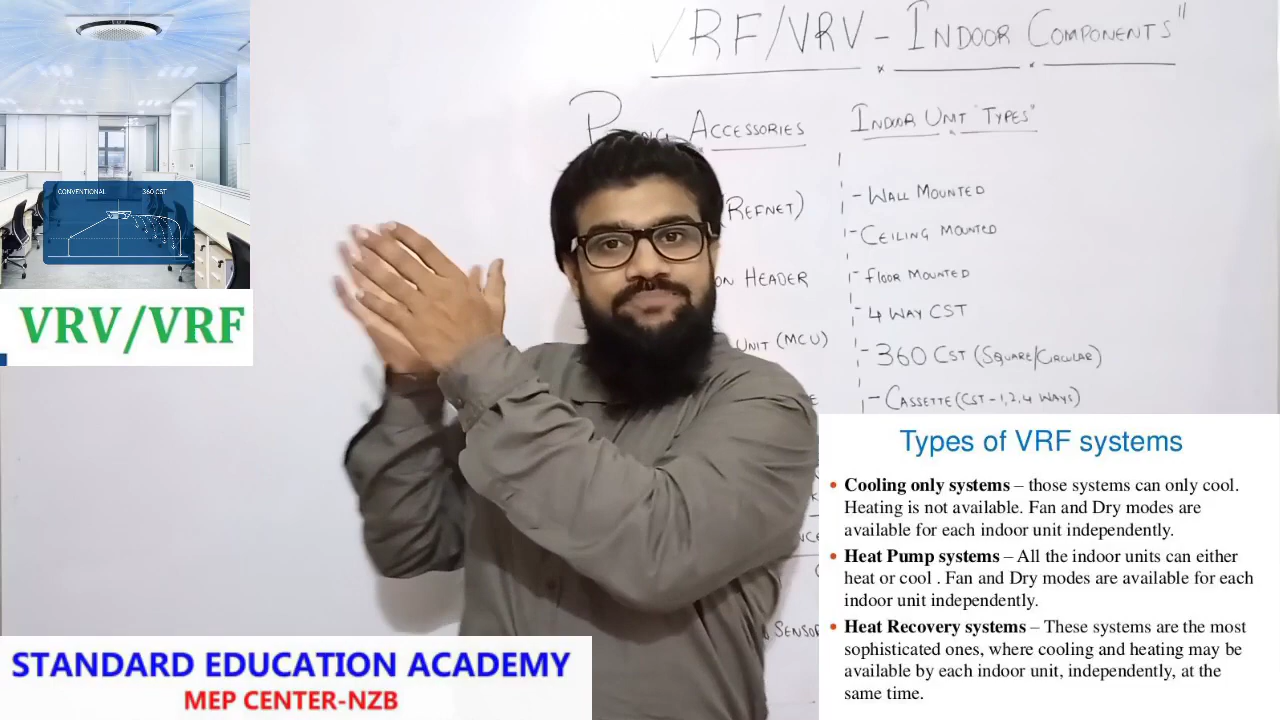 VRF/VRV - INDOOR COMPONENTS"
ACCESSORIES
INDOOR UNIT "TYPES"
(REFNET)
HEADER
UNIT (MCU)
- WALL MOUNTED
- CEILING MOUNTED
- FLOOR MOUNTED
- 4 WAY CST
- 360 CST (SQUARE/CIRCULAR)
- CASSETTE (CST - 1,2,4 WAYS)
CONVENTIONAL 360 CST
VRV/VRF
Types of VRF systems
• Cooling only systems – those systems can only cool.
Heating is not available. Fan and Dry modes are
available for each indoor unit independently.
• Heat Pump systems – All the indoor units can either
heat or cool . Fan and Dry modes are available for each
indoor unit independently.
• Heat Recovery systems – These systems are the most
sophisticated ones, where cooling and heating may be
available by each indoor unit, independently, at the
same time.
STANDARD EDUCATION ACADEMY
MEP CENTER-NZB